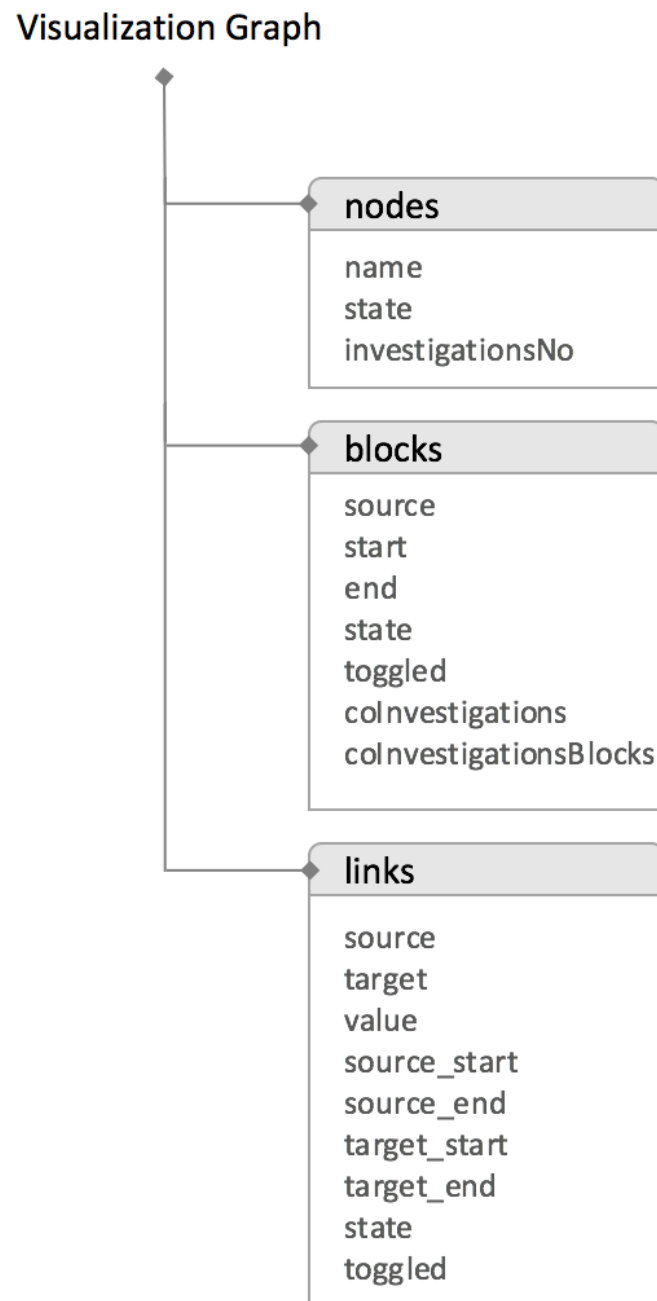 Visualization Graph
nodes
name
state
investigationsNo
blocks
source
start
end
state
toggled
coInvestigations
coInvestigationsBlocks
links
source
target
value
source_start
source_end
target_start
target_end
state
toggled